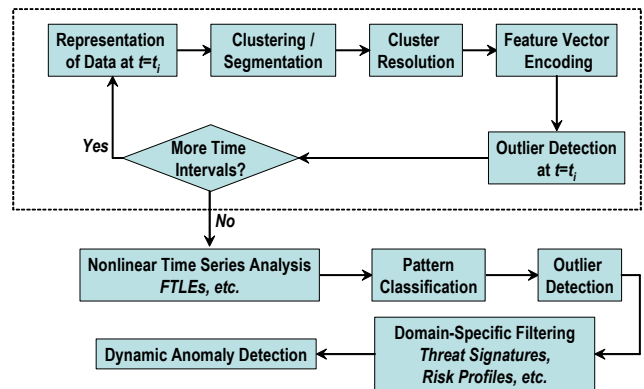 Representation
of Data at t=ti
Clustering /
Segmentation
Cluster
Resolution
Feature Vector
Encoding
Yes
More Time
Intervals?
Outlier Detection
at t=ti
No
Nonlinear Time Series Analysis
FTLEs, etc.
Pattern
Classification
Outlier
Detection
Dynamic Anomaly Detection
Domain-Specific Filtering
Threat Signatures,
Risk Profiles, etc.